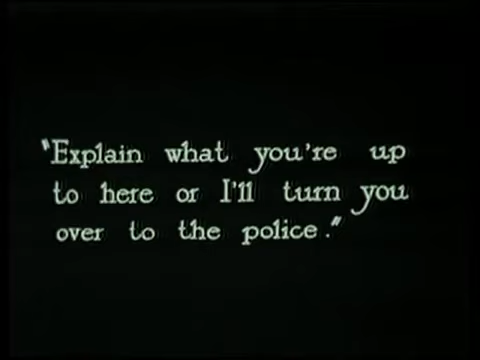 "Explain what you're up
to here or I'll turn you
over to the police."